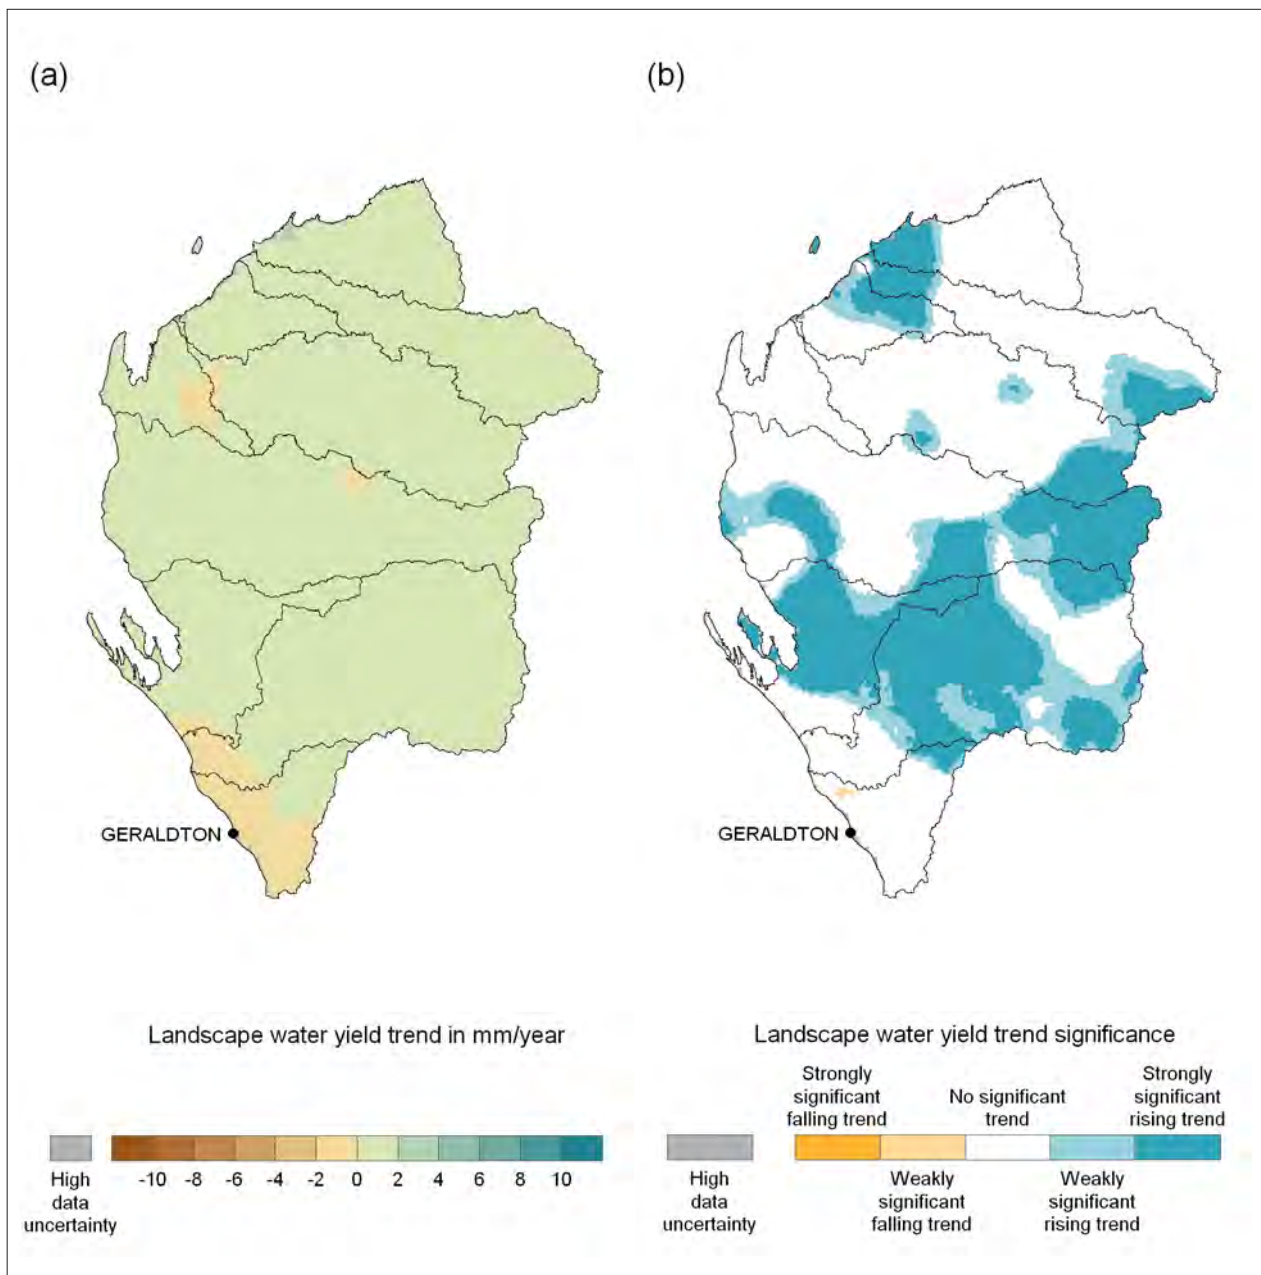 (a)
(b)
GERALDTON
GERALDTON
Landscape water yield trend in mm/year
High
data
uncertainty
-10 -8 -6 -4 -2 0 2 4 6 8 10
Landscape water yield trend significance
Strongly
significant
falling trend
No significant
trend
Strongly
significant
rising trend
High
data
uncertainty
Weakly
significant
falling trend
Weakly
significant
rising trend